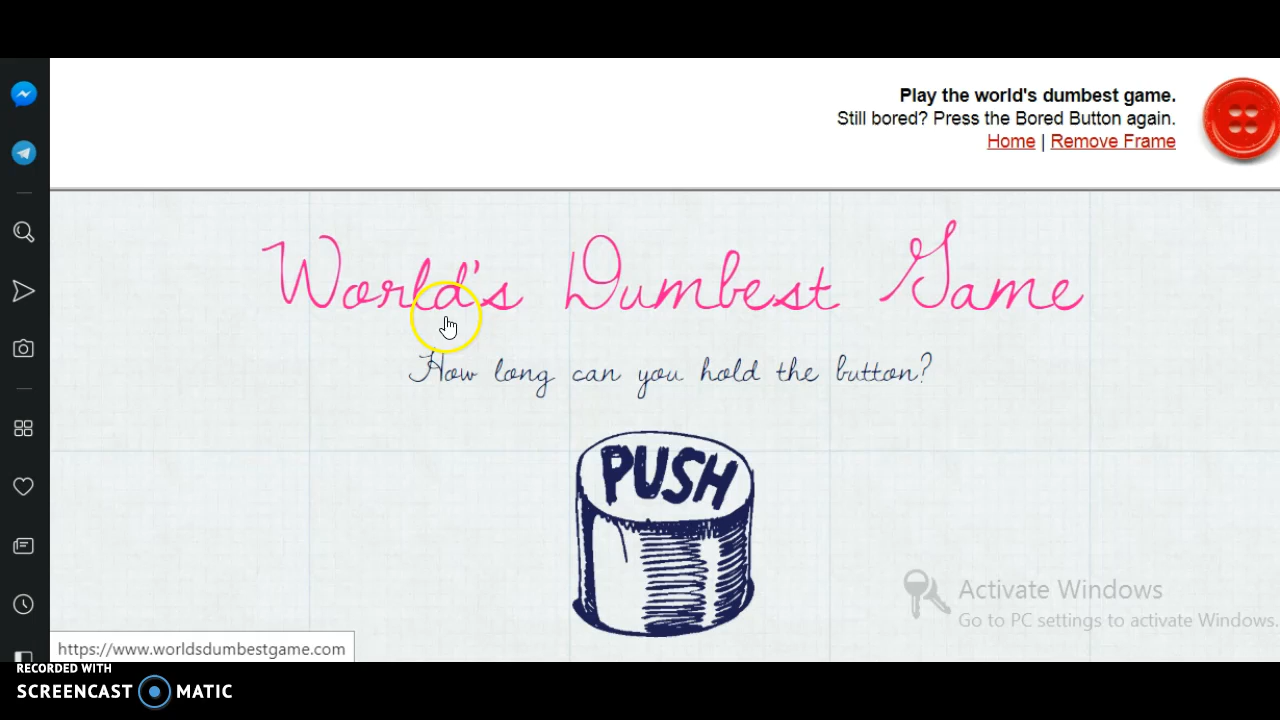 Play the world's dumbest game.
Still bored? Press the Bored Button again.
Home | Remove Frame
World's Dumbest Game
How long can you hold the button?
PUSH
Activate Windows
Go to PC settings to activate Windows.
https://www.worldsdumbestgame.com
RECORDED WITH
SCREENCAST MATIC